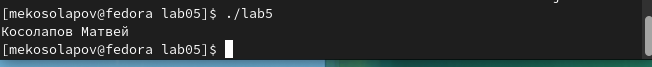 [mekosolapov@fedora lab05]$ ./lab5
Косолапов Матвей
[mekosolapov@fedora lab05]$